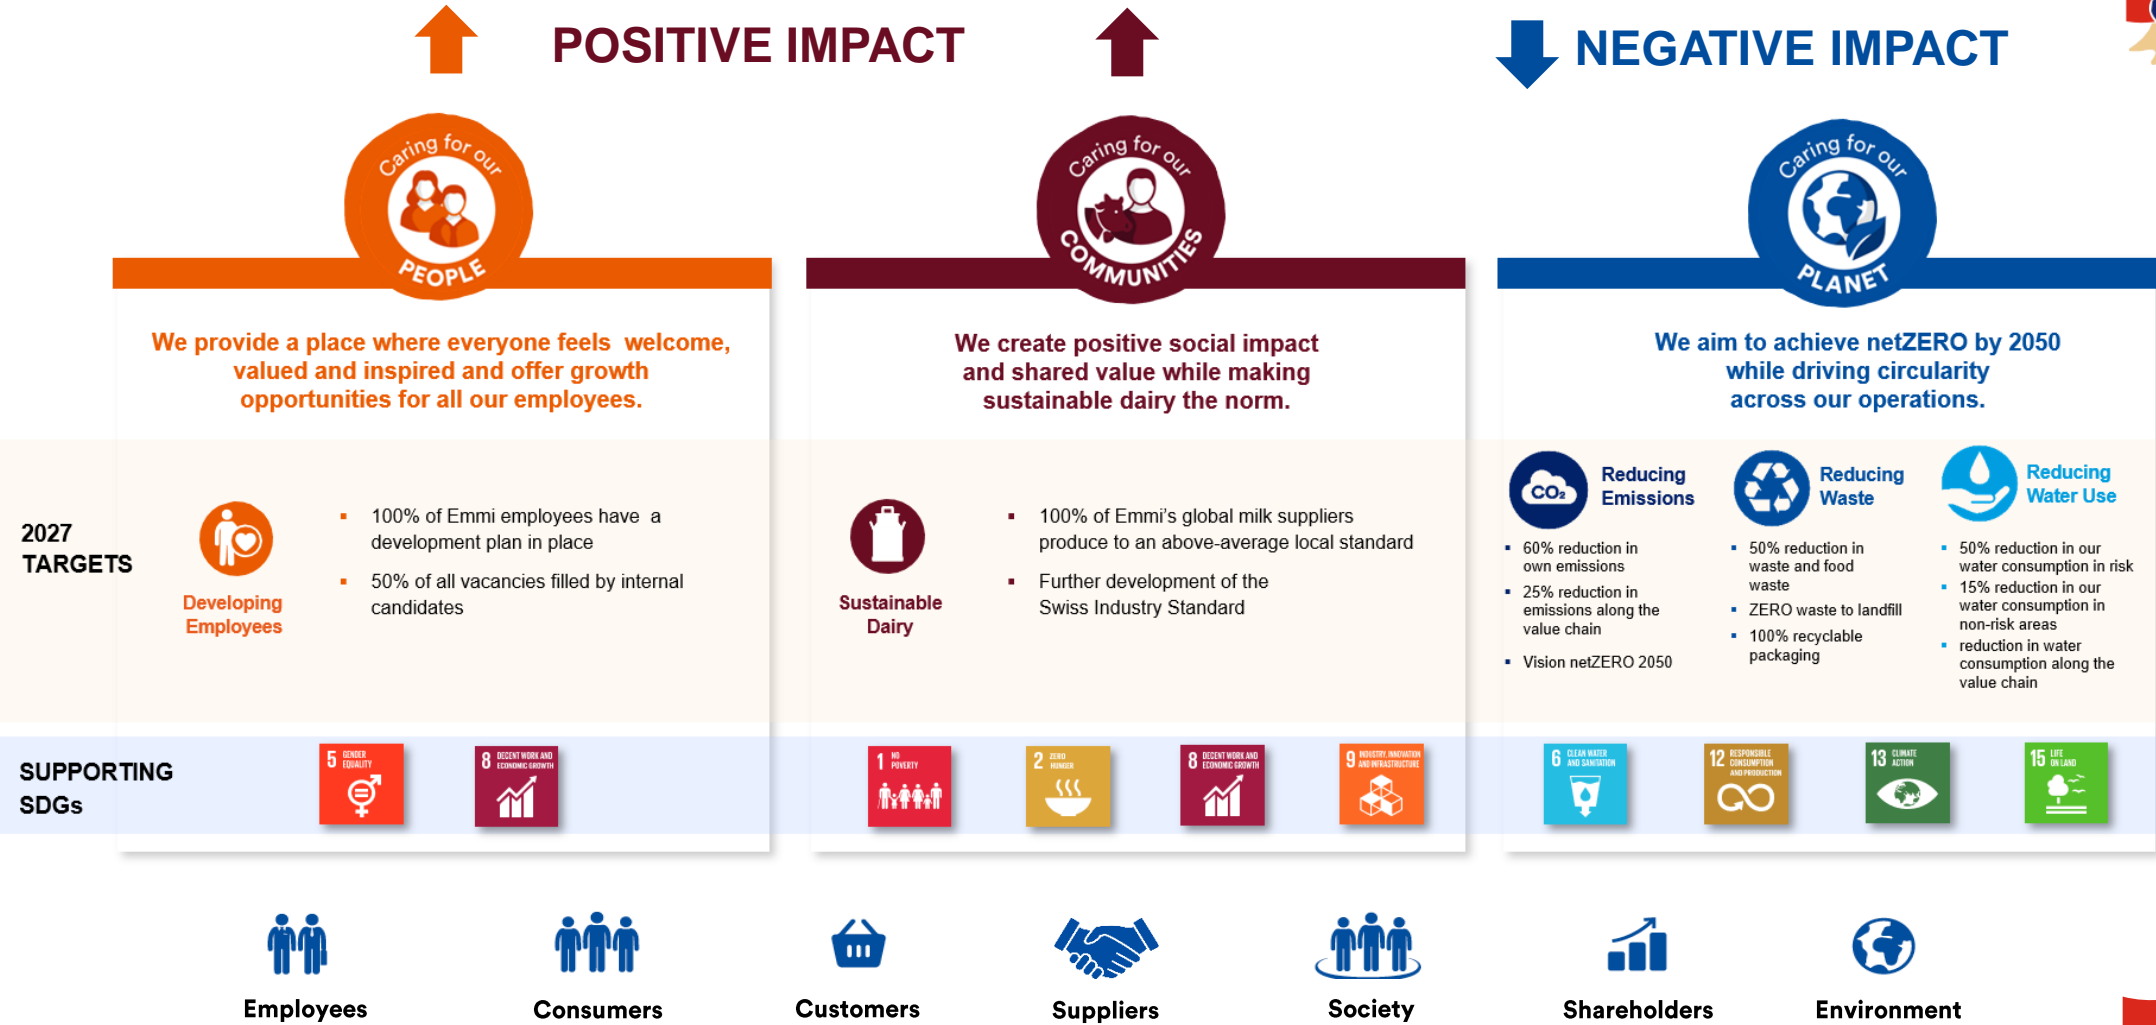 POSITIVE IMPACT
NEGATIVE IMPACT
Caring for our
PEOPLE
We provide a place where everyone feels welcome,
valued and inspired and offer growth
opportunities for all our employees.
Caring for our
COMMUNITIES
We create positive social impact
and shared value while making
sustainable dairy the norm.
Caring for our
PLANET
We aim to achieve netZERO by 2050
while driving circularity
across our operations.
2027
TARGETS
Developing
Employees
▪ 100% of Emmi employees have a
development plan in place
▪ 50% of all vacancies filled by internal
candidates
Sustainable
Dairy
▪ 100% of Emmi's global milk suppliers
produce to an above-average local standard
▪ Further development of the
Swiss Industry Standard
CO₂
Reducing
Emissions
▪ 60% reduction in
own emissions
▪ 25% reduction in
emissions along the
value chain
▪ Vision netZERO 2050
Reducing
Waste
▪ 50% reduction in
waste and food
waste
▪ ZERO waste to landfill
▪ 100% recyclable
packaging
Reducing
Water Use
▪ 50% reduction in our
water consumption in risk
▪ 15% reduction in our
water consumption in
non-risk areas
▪ reduction in water
consumption along the
value chain
SUPPORTING
SDGs
5 GENDER
EQUALITY
8 DECENT WORK AND
ECONOMIC GROWTH
1 NO
POVERTY
2 ZERO
HUNGER
8 DECENT WORK AND
ECONOMIC GROWTH
9 INDUSTRY, INNOVATION
AND INFRASTRUCTURE
6 CLEAN WATER
AND SANITATION
12 RESPONSIBLE
CONSUMPTION
AND PRODUCTION
13 CLIMATE
ACTION
15 LIFE
ON LAND
Employees
Consumers
Customers
Suppliers
Society
Shareholders
Environment